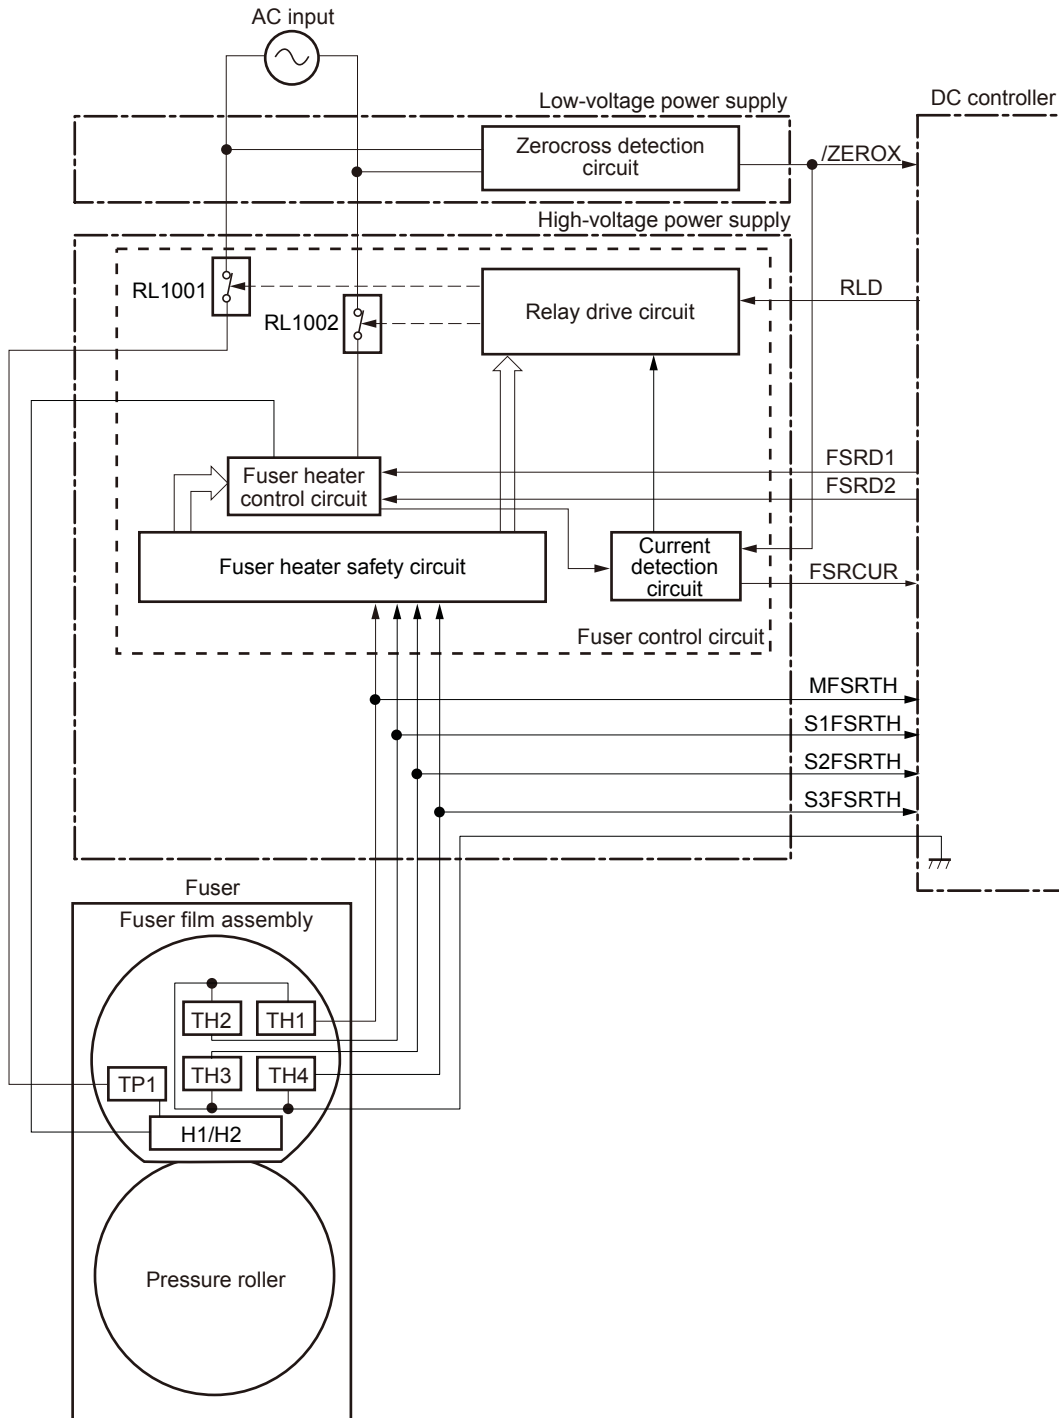 AC input
Low-voltage power supply
DC controller
Zerocross detection
circuit
/ZEROX
High-voltage power supply
RL1001
RL1002
Relay drive circuit
RLD
Fuser heater
control circuit
FSRD1
FSRD2
Fuser heater safety circuit
Current
detection
circuit
FSRCUR
Fuser control circuit
MFSRTH
S1FSRTH
S2FSRTH
S3FSRTH
Fuser
Fuser film assembly
TH2
TH1
TP1
TH3
TH4
H1/H2
Pressure roller